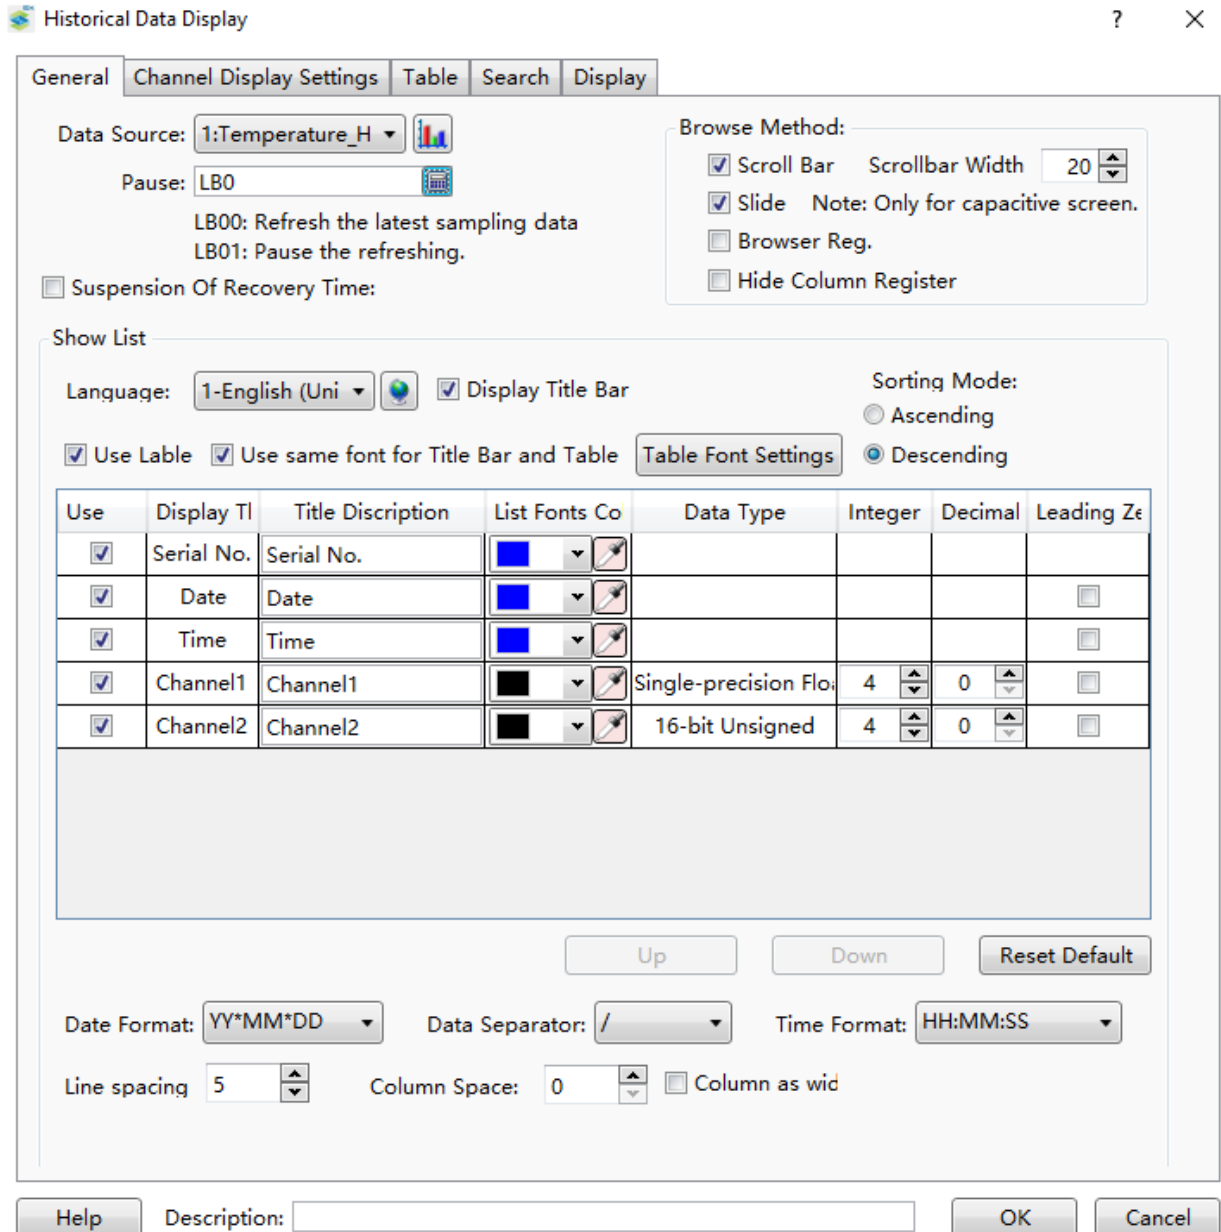 Historical Data Display ?
General Channel Display Settings Table Search Display
Data Source: 1:Temperature_H
Pause: LB0
LB00: Refresh the latest sampling data
LB01: Pause the refreshing.
Suspension Of Recovery Time:
Browse Method:
Scroll Bar Scrollbar Width 20
Slide Note: Only for capacitive screen.
Browser Reg.
Hide Column Register
Show List
Language: 1-English (Uni Display Title Bar
Sorting Mode:
Ascending
Use Lable Use same font for Title Bar and Table Table Font Settings Descending
Use Display Tl Title Discription List Fonts Co Data Type Integer Decimal Leading Ze
Serial No. Serial No.
Date Date
Time Time
Channel1 Channel1 Single-precision Floa 4 0
Channel2 Channel2 16-bit Unsigned 4 0
Up Down Reset Default
Date Format: YY*MM*DD Data Separator: / Time Format: HH:MM:SS
Line spacing 5 Column Space: 0 Column as wid
Help Description: OK Cancel